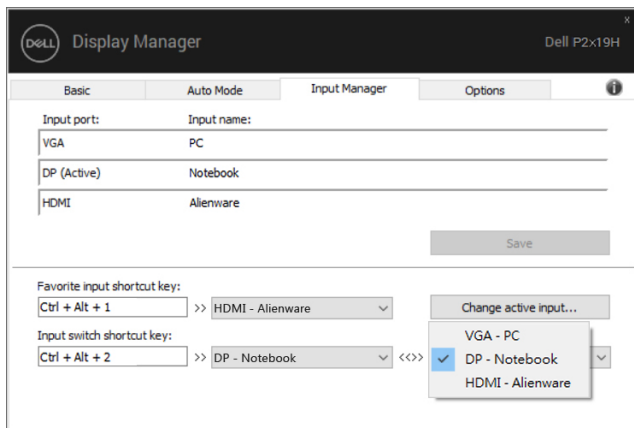 x
DELL Display Manager Dell P2x19H
Basic Auto Mode Input Manager Options i
Input port: Input name:
VGA PC
DP (Active) Notebook
HDMI Alienware
Save
Favorite input shortcut key:
Ctrl + Alt + 1 >> HDMI - Alienware Change active input...
Input switch shortcut key:
Ctrl + Alt + 2 >> DP - Notebook <<>>
VGA - PC
DP - Notebook
HDMI - Alienware